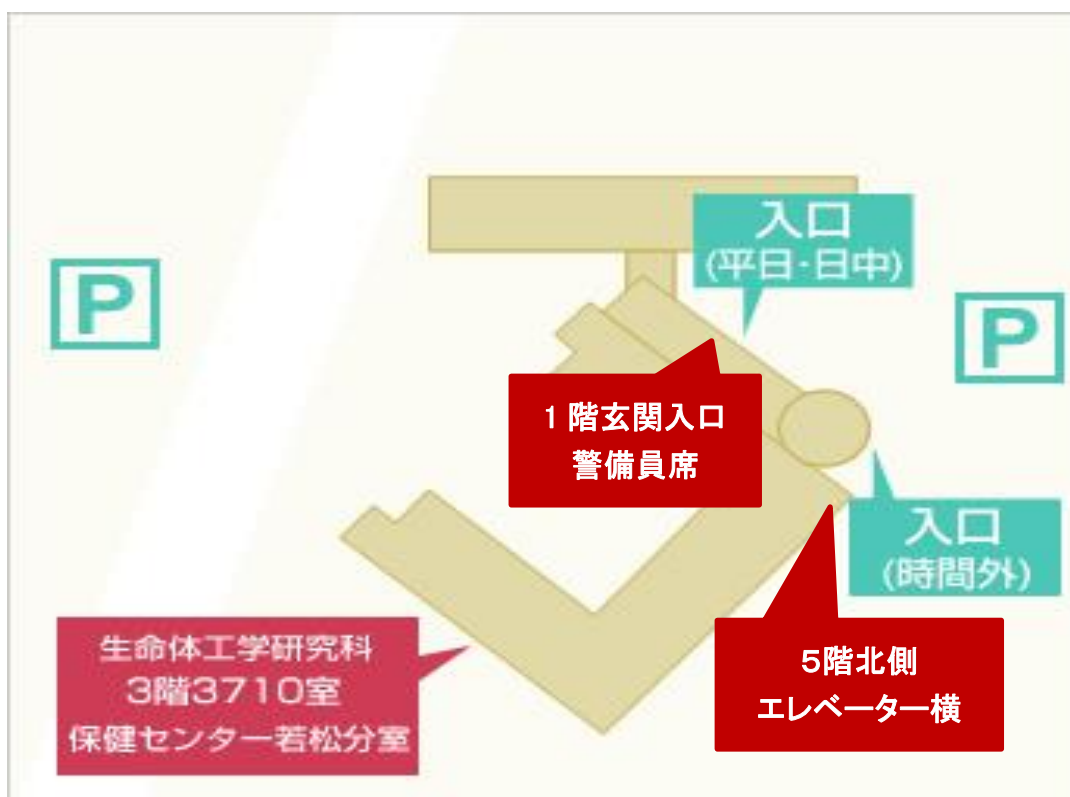 入口
(平日・日中)
P
P
1階玄関入口
警備員席
入口
(時間外)
生命体工学研究科
3階3710室
保健センター若松分室
5階北側
エレベーター横